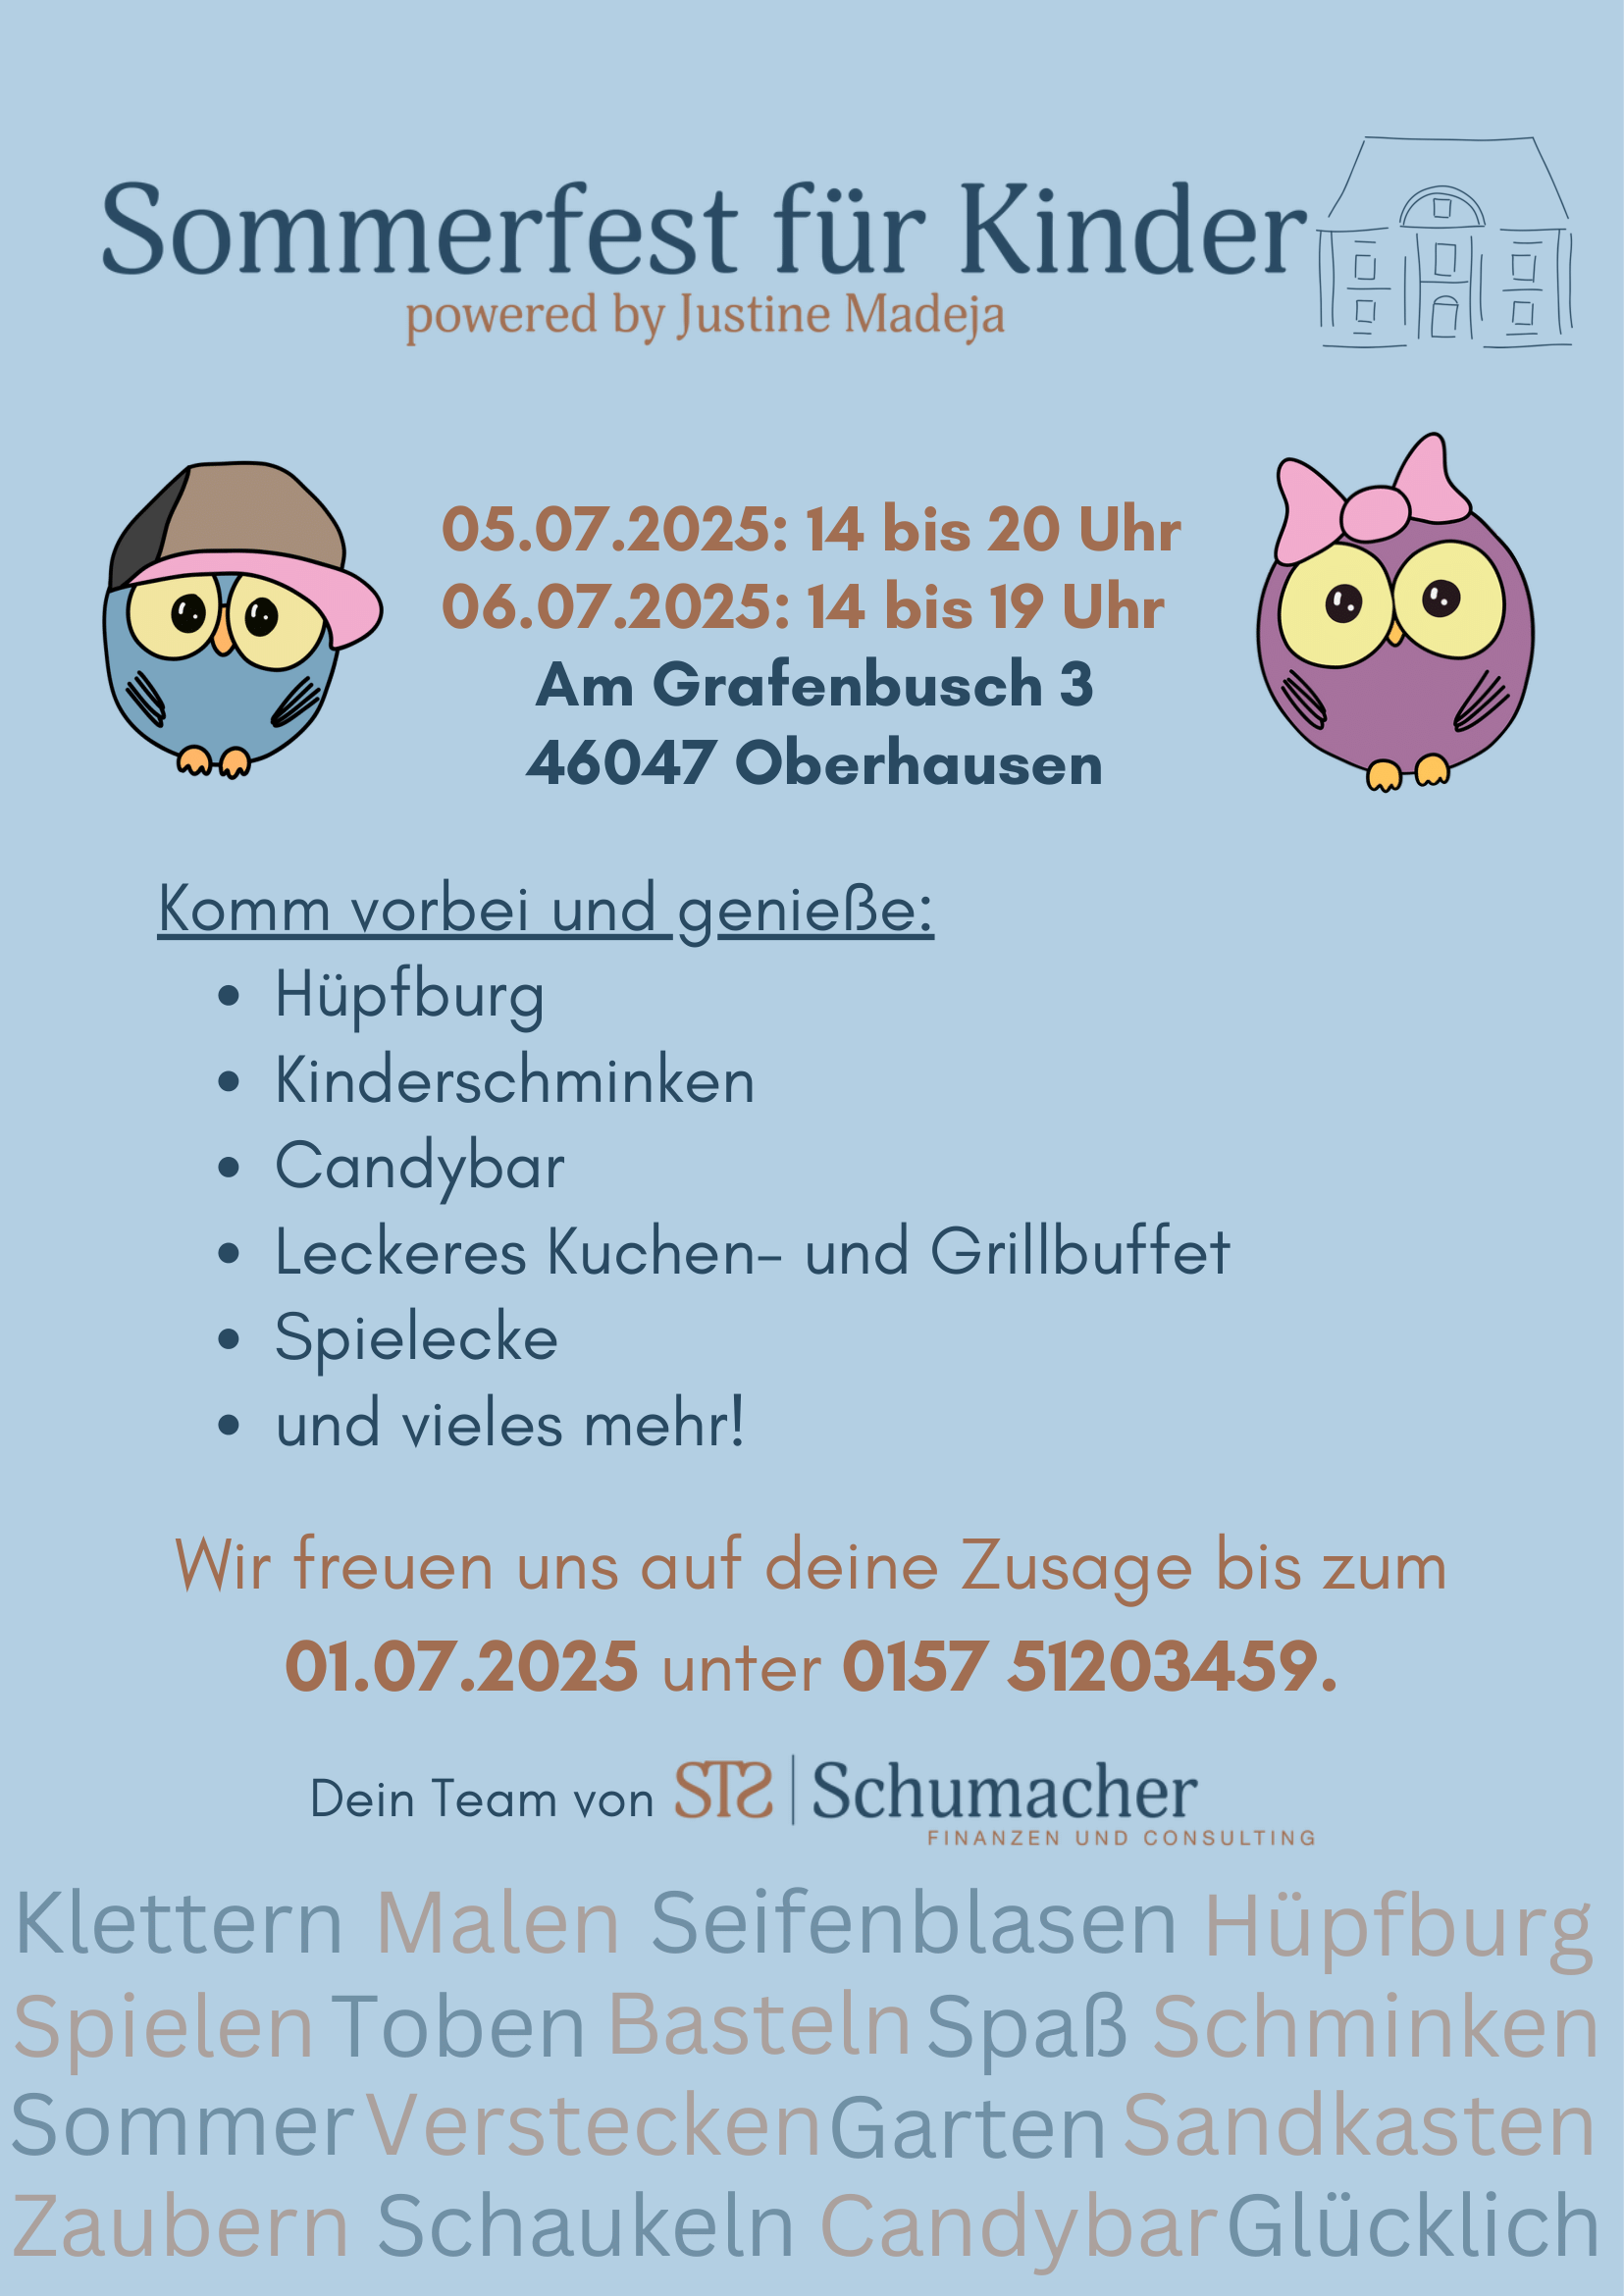 Sommerfest für Kinder
powered by Justine Madeja
05.07.2025: 14 bis 20 Uhr
06.07.2025: 14 bis 19 Uhr
Am Grafenbusch 3
46047 Oberhausen
Komm vorbei und genieße:
• Hüpfburg
• Kinderschminken
• Candybar
• Leckeres Kuchen- und Grillbuffet
• Spielecke
• und vieles mehr!
Wir freuen uns auf deine Zusage bis zum
01.07.2025 unter 0157 51203459.
Dein Team von STS | Schumacher
FINANZEN UND CONSULTING
Klettern Malen Seifenblasen Hüpfburg
Spielen Toben Basteln Spaß Schminken
Sommer Verstecken Garten Sandkasten
Zaubern Schaukeln Candybar Glücklich